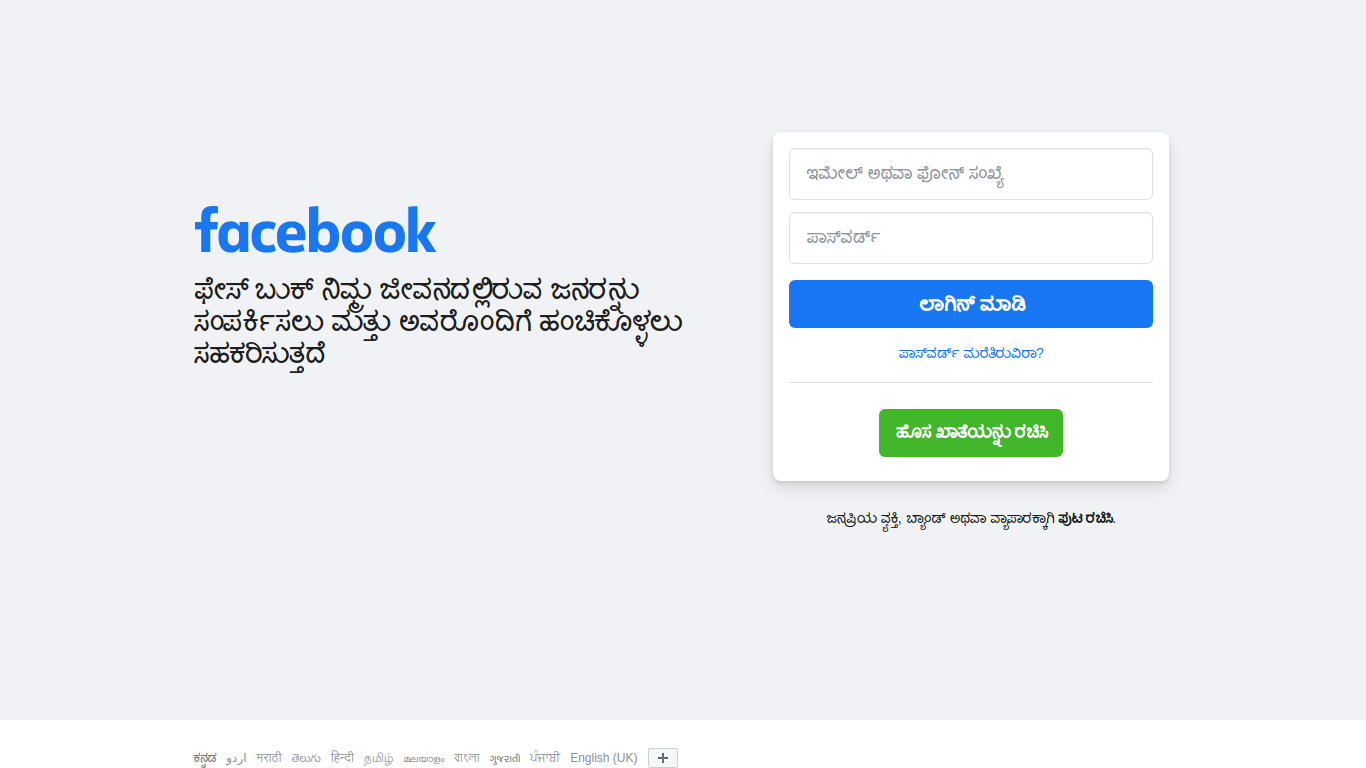 facebook
ಫೇಸ್ ಬುಕ್ ನಿಮ್ಮ ಜೀವನದಲ್ಲಿರುವ ಜನರನ್ನು
ಸಂಪರ್ಕಿಸಲು ಮತ್ತು ಅವರೊಂದಿಗೆ ಹಂಚಿಕೊಳ್ಳಲು
ಸಹಕರಿಸುತ್ತದೆ
ಇಮೇಲ್ ಅಥವಾ ಫೋನ್ ಸಂಖ್ಯೆ
ಪಾಸ್‌ವರ್ಡ್
ಲಾಗಿನ್ ಮಾಡಿ
ಪಾಸ್‌ವರ್ಡ್ ಮರೆತಿರುವಿರಾ?
ಹೊಸ ಖಾತೆಯನ್ನು ರಚಿಸಿ
ಜನಪ್ರಿಯ ವ್ಯಕ್ತಿ, ಬ್ಯಾಂಡ್ ಅಥವಾ ವ್ಯಾಪಾರಕ್ಕಾಗಿ ಪುಟ ರಚಿಸಿ.
ಕನ್ನಡ اردو मराठी తెలుగు हिन्दी தமிழ் മലയാളം বাংলা ગુજરાતી ਪੰਜਾਬੀ English (UK)